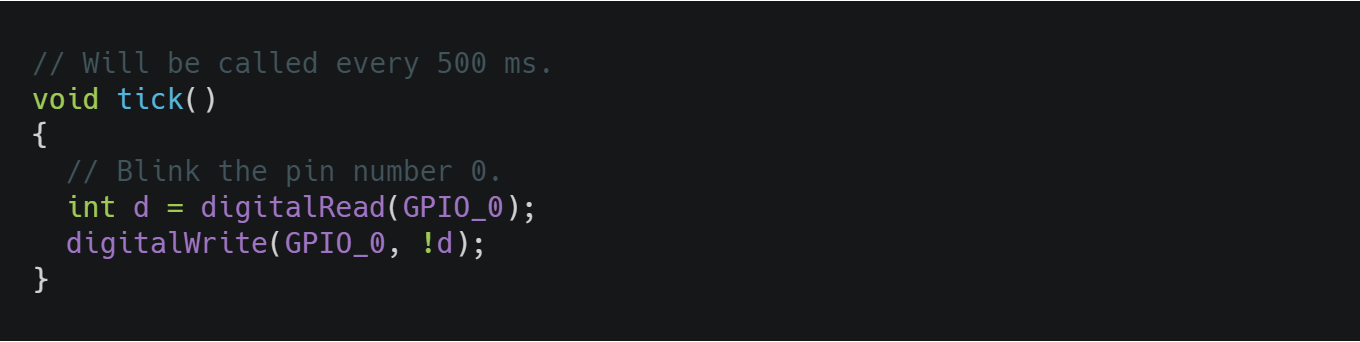 // Will be called every 500 ms.
void tick()
{
  // Blink the pin number 0.
  int d = digitalRead(GPIO_0);
  digitalWrite(GPIO_0, !d);
}